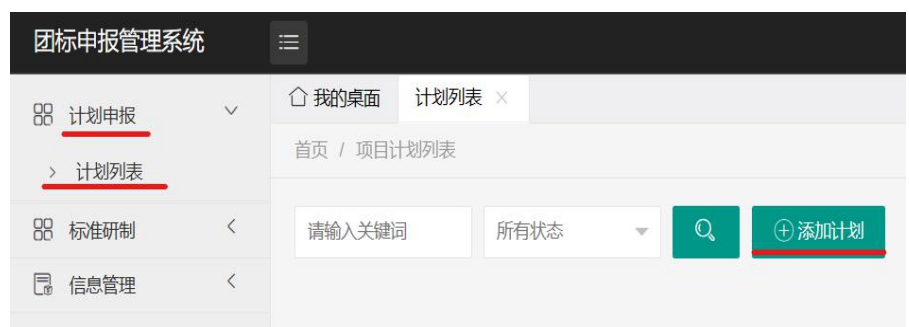 团标申报管理系统
计划申报
计划列表
标准研制
信息管理
我的桌面 计划列表 ×
首页 / 项目计划列表
请输入关键词 所有状态 添加计划